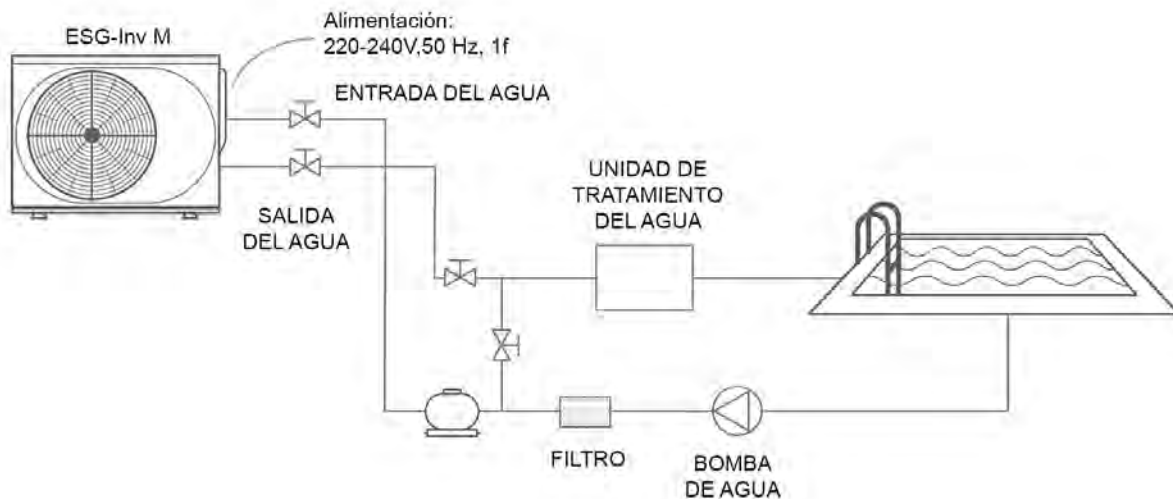 ESG-Inv M
Alimentación:
220-240V,50 Hz, 1f
ENTRADA DEL AGUA
SALIDA
DEL AGUA
UNIDAD DE
TRATAMIENTO
DEL AGUA
FILTRO
BOMBA
DE AGUA